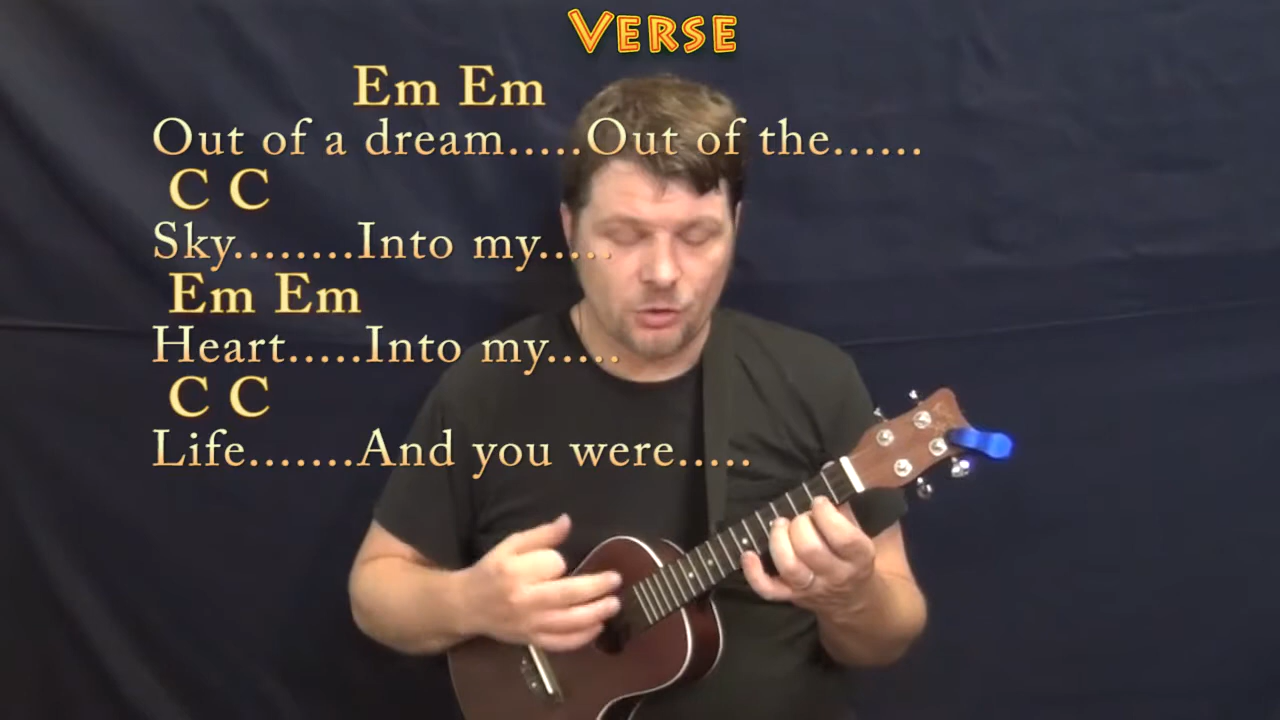 VERSE
Em Em
Out of a dream.....Out of the......
C C
Sky........Into my.....
Em Em
Heart.....Into my.....
C C
Life.......And you were.....